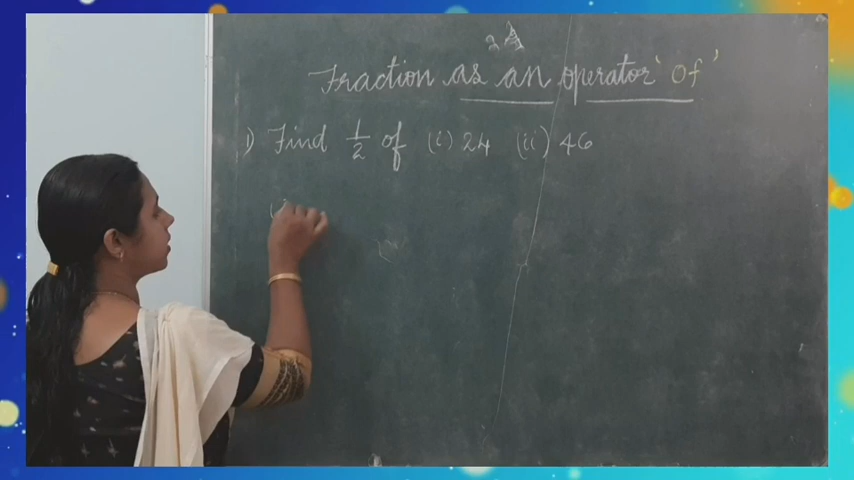 Fraction as an operator 'Of'
1) Find 1/2 of (i) 24 (ii) 46